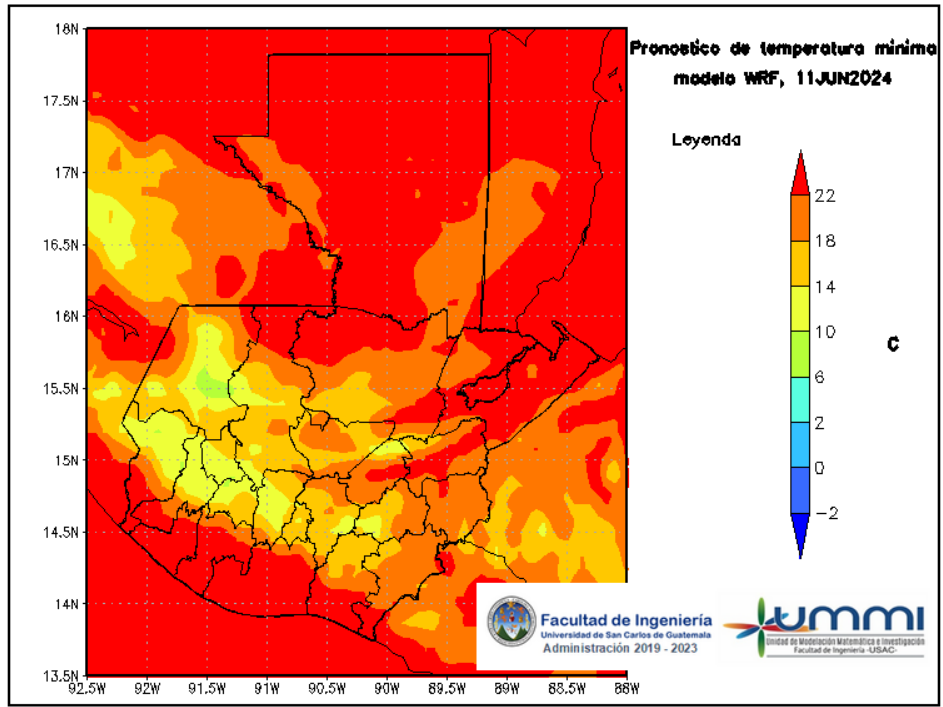 Pronostico de temperatura minima
modelo WRF, 11JUN2024
Leyenda
22
18
14
10
6
2
0
-2
C
18N
17.5N
17N
16.5N
16N
15.5N
15N
14.5N
14N
13.5N
92.5W 92W 91.5W 91W 90.5W 90W 89.5W 89W 88.5W 88W
Facultad de Ingeniería
Universidad de San Carlos de Guatemala
Administración 2019 - 2023
ummi
Unidad de Modelación Matemática e Investigación
Facultad de Ingeniería -USAC-